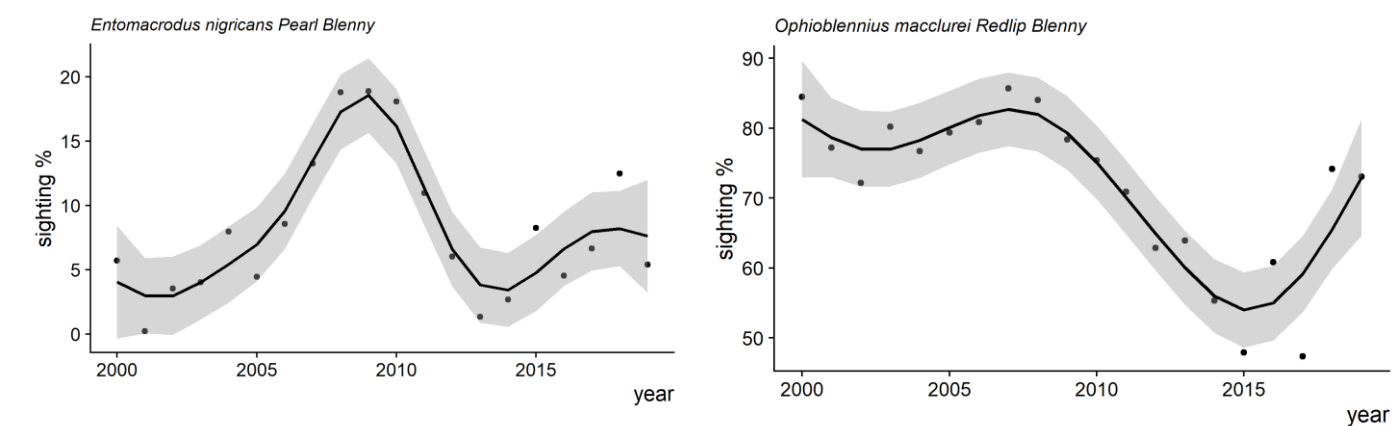 Entomacrodus nigricans Pearl Blenny
sighting %
20
15
10
5
0
2000 2005 2010 2015
year
Ophioblennius macclurei Redlip Blenny
sighting %
90
80
70
60
50
2000 2005 2010 2015
year